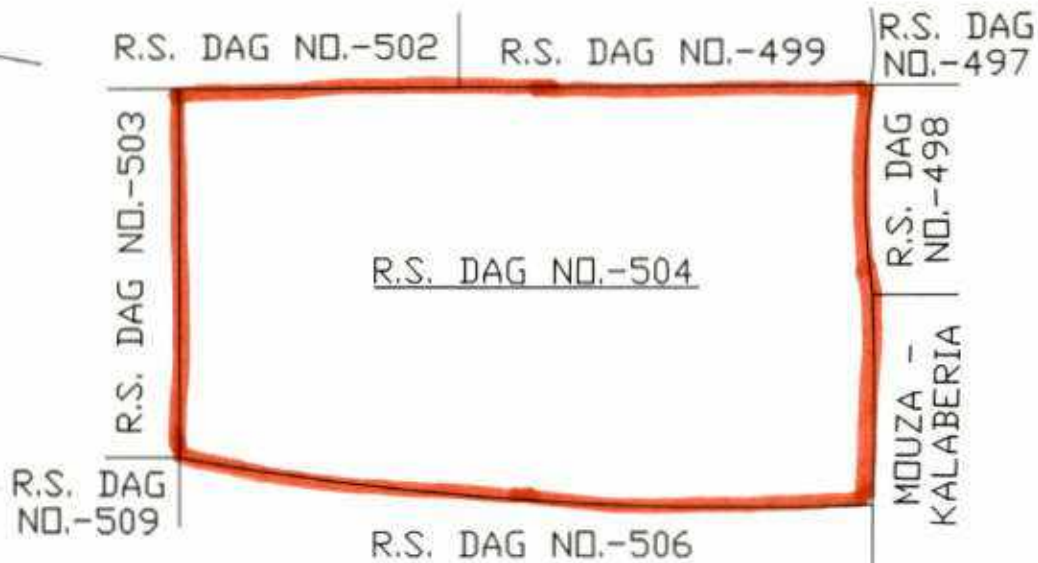 R.S. DAG NO.-502
R.S. DAG NO.-499
R.S. DAG
NO.-497
R.S. DAG NO.-503
R.S. DAG
NO.-498
R.S. DAG NO.-504
MOUZA -
KALABERIA
R.S. DAG
NO.-509
R.S. DAG NO.-506